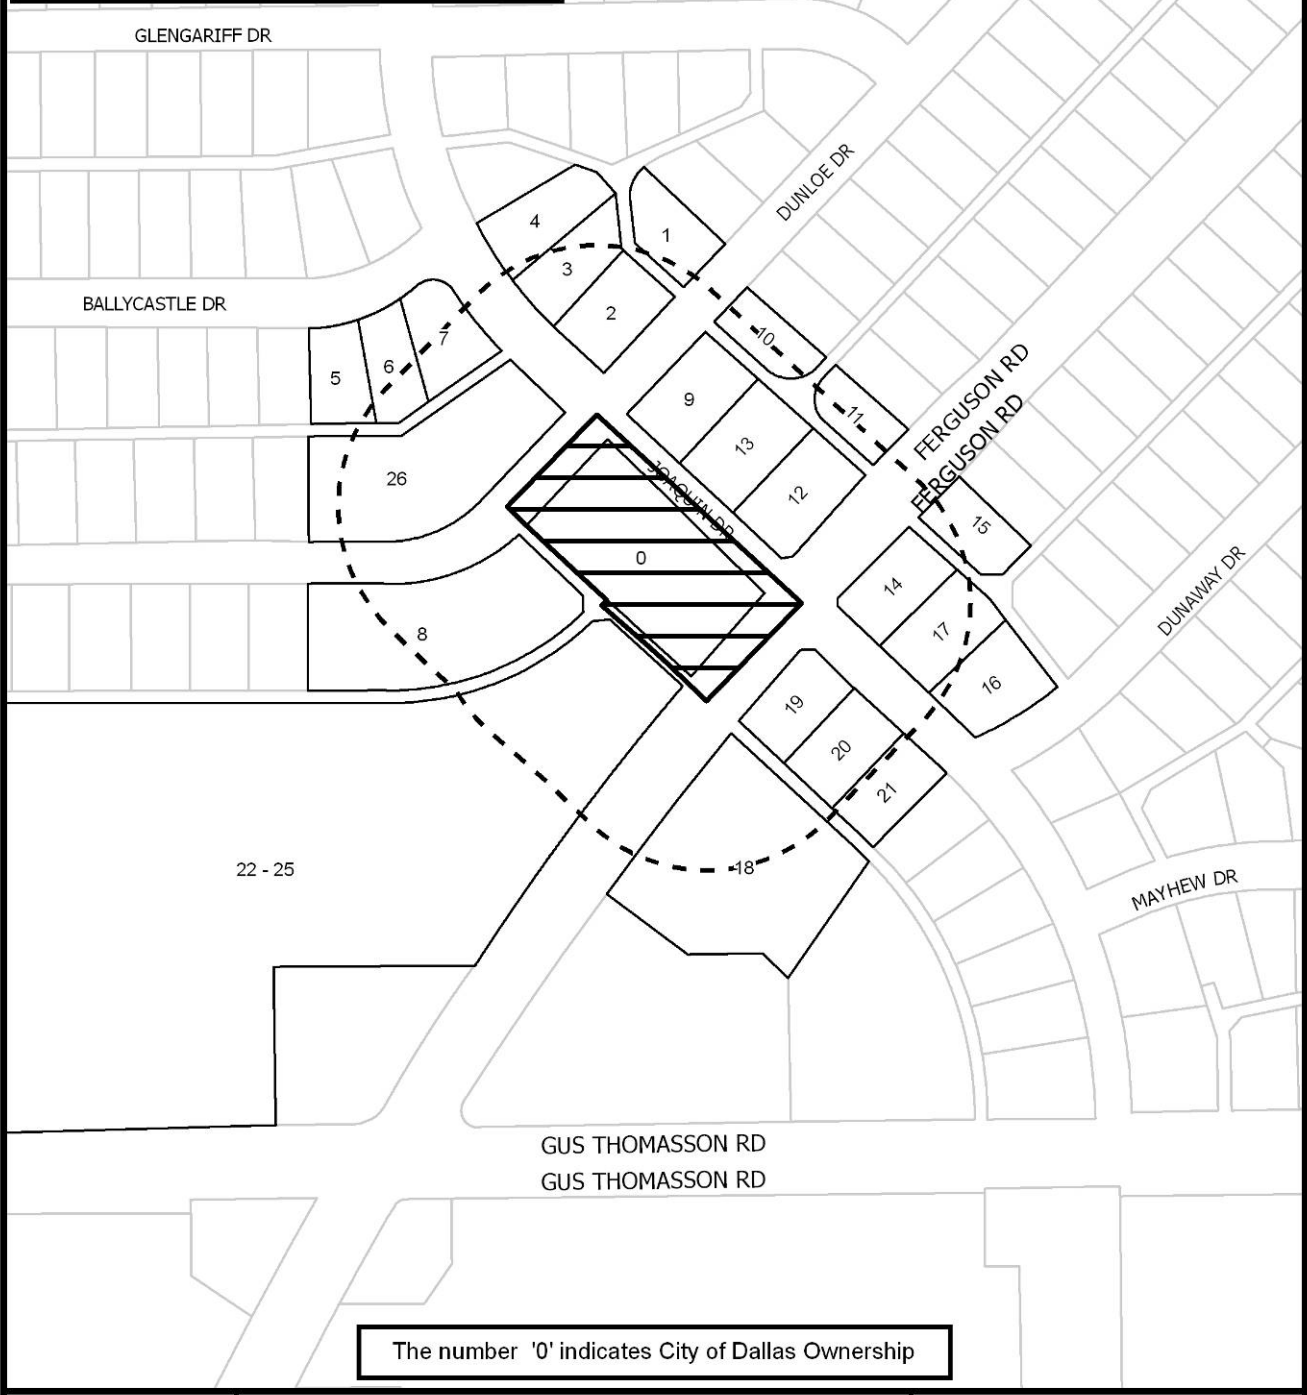 GLENGARIFF DR
DUNLOE DR
4
1
3
BALLYCASTLE DR
2
10
7
6
5
9
11
FERGUSON RD
FERGUSON RD
13
26
JOAQUIN DR
12
15
0
14
DUNAWAY DR
17
8
16
19
20
21
22 - 25
18
MAYHEW DR
GUS THOMASSON RD
GUS THOMASSON RD
The number '0' indicates City of Dallas Ownership